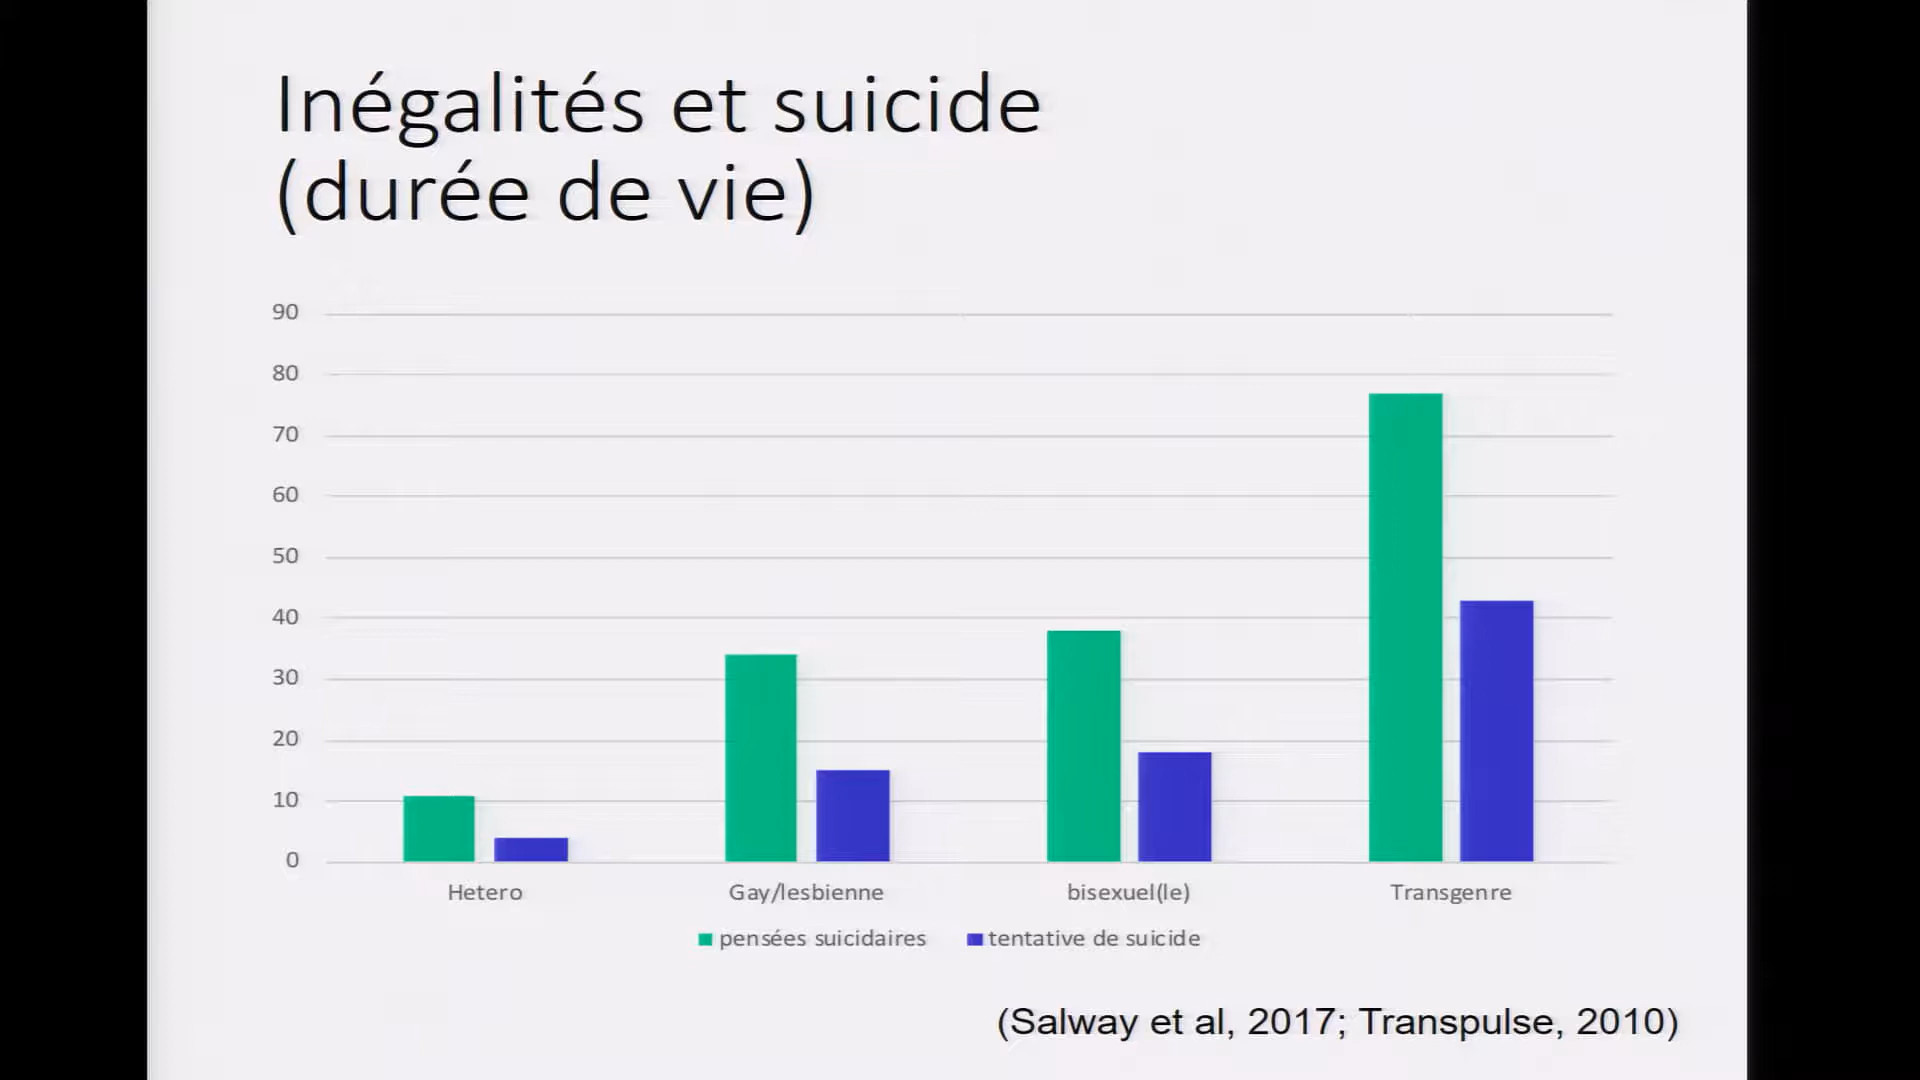 Inégalités et suicide
(durée de vie)
90
80
70
60
50
40
30
20
10
0
Hetero Gay/lesbienne bisexuel(le) Transgenre
pensées suicidaires tentative de suicide
(Salway et al, 2017; Transpulse, 2010)